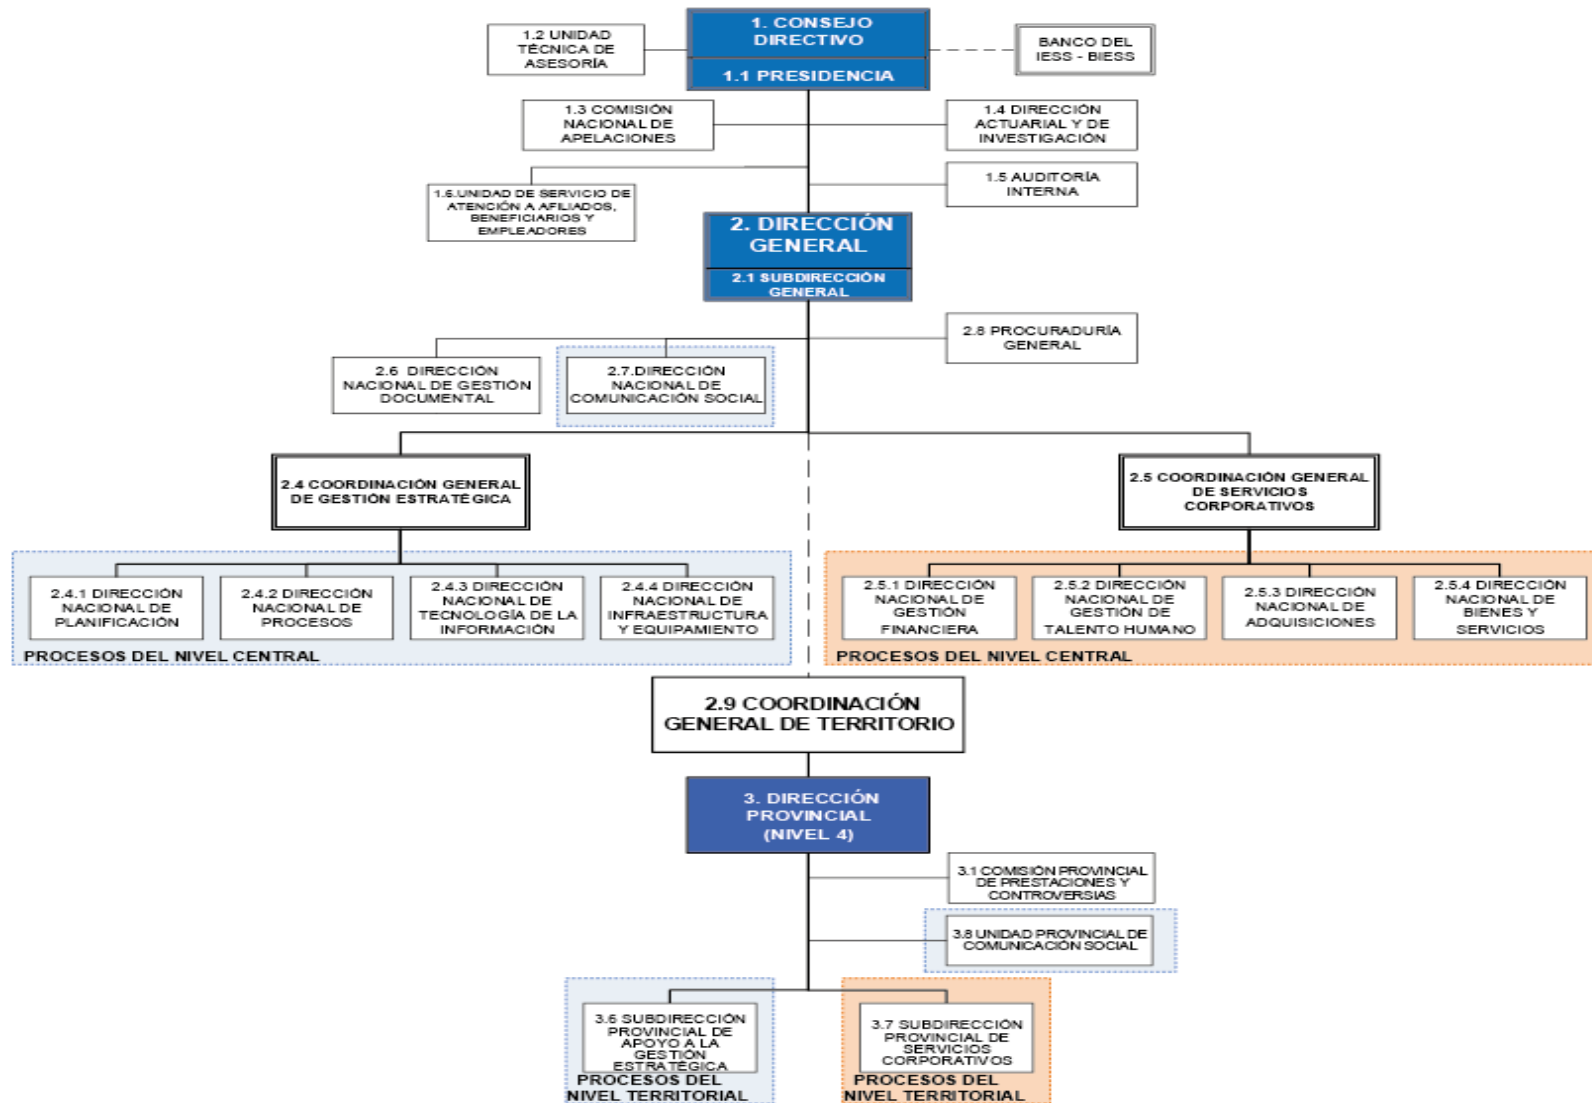 1. CONSEJO
DIRECTIVO
1.1 PRESIDENCIA
1.2 UNIDAD
TÉCNICA DE
ASESORÍA
BANCO DEL
IESS - BIESS
1.3 COMISIÓN
NACIONAL DE
APELACIONES
1.4 DIRECCIÓN
ACTUARIAL Y DE
INVESTIGACIÓN
1.5 AUDITORÍA
INTERNA
1.6.UNIDAD DE SERVICIO DE
ATENCIÓN A AFILIADOS,
BENEFICIARIOS Y
EMPLEADORES
2. DIRECCIÓN
GENERAL
2.1 SUBDIRECCIÓN
GENERAL
2.8 PROCURADURÍA
GENERAL
2.6 DIRECCIÓN
NACIONAL DE GESTIÓN
DOCUMENTAL
2.7.DIRECCIÓN
NACIONAL DE
COMUNICACIÓN SOCIAL
2.4 COORDINACIÓN GENERAL
DE GESTIÓN ESTRATÉGICA
2.5 COORDINACIÓN GENERAL
DE SERVICIOS
CORPORATIVOS
2.4.1 DIRECCIÓN
NACIONAL DE
PLANIFICACIÓN
2.4.2 DIRECCIÓN
NACIONAL DE
PROCESOS
2.4.3 DIRECCIÓN
NACIONAL DE
TECNOLOGÍA DE LA
INFORMACIÓN
2.4.4 DIRECCIÓN
NACIONAL DE
INFRAESTRUCTURA
Y EQUIPAMIENTO
PROCESOS DEL NIVEL CENTRAL
2.5.1 DIRECCIÓN
NACIONAL DE
GESTIÓN
FINANCIERA
2.5.2 DIRECCIÓN
NACIONAL DE
GESTIÓN DE
TALENTO HUMANO
2.5.3 DIRECCIÓN
NACIONAL DE
ADQUISICIONES
2.5.4 DIRECCIÓN
NACIONAL DE
BIENES Y
SERVICIOS
PROCESOS DEL NIVEL CENTRAL
2.9 COORDINACIÓN
GENERAL DE TERRITORIO
3. DIRECCIÓN
PROVINCIAL
(NIVEL 4)
3.1 COMISIÓN PROVINCIAL
DE PRESTACIONES Y
CONTROVERSIAS
3.8 UNIDAD PROVINCIAL DE
COMUNICACIÓN SOCIAL
3.6 SUBDIRECCIÓN
PROVINCIAL DE
APOYO A LA
GESTIÓN
ESTRATÉGICA
PROCESOS DEL
NIVEL TERRITORIAL
3.7 SUBDIRECCIÓN
PROVINCIAL DE
SERVICIOS
CORPORATIVOS
PROCESOS DEL
NIVEL TERRITORIAL